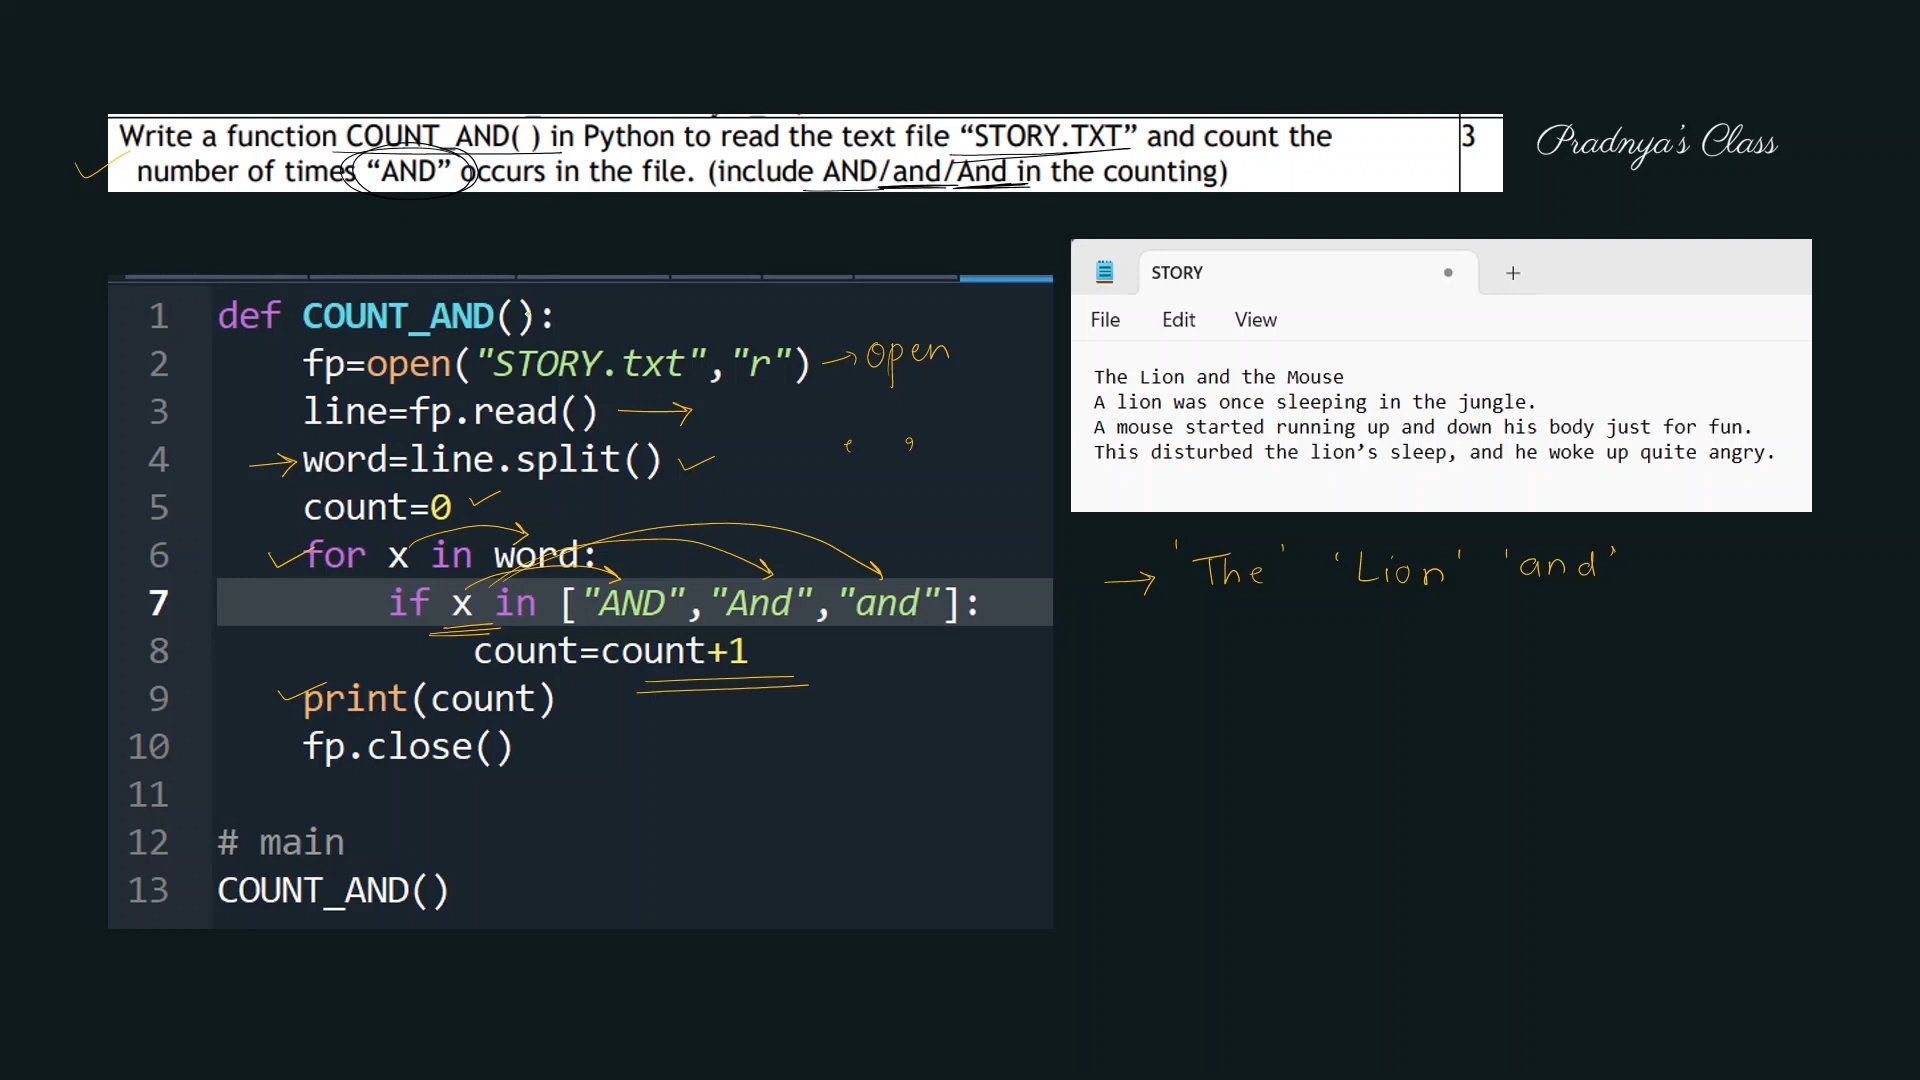 Write a function COUNT_AND( ) in Python to read the text file “STORY.TXT” and count the 3
number of times “AND” occurs in the file. (include AND/and/And in the counting)
Pradnya's Class
1 def COUNT_AND():
2 fp=open("STORY.txt","r") → open
3 line=fp.read()
4 word=line.split() ‘ ’
5 count=0
6 for x in word:
7 if x in ["AND","And","and"]:
8 count=count+1
9 print(count)
10 fp.close()
11
12 # main
13 COUNT_AND()
STORY
File Edit View
The Lion and the Mouse
A lion was once sleeping in the jungle.
A mouse started running up and down his body just for fun.
This disturbed the lion’s sleep, and he woke up quite angry.
→ 'The' 'Lion' 'and'